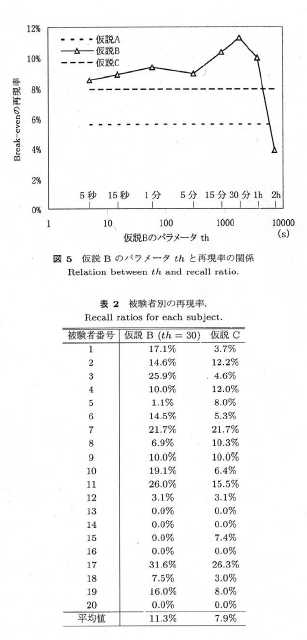 12%
10%
8%
6%
4%
2%
0%
Break-evenの再現率
仮説A
仮説B
仮説C
5秒 15秒 1分 5分 15分 30分 1h 2h
1 10 100 1000 10000
(s)
仮説Bのパラメータ th
図 5 仮説 B のパラメータ th と再現率の関係
Relation between th and recall ratio.
表 2 被験者別の再現率.
Recall ratios for each subject.
被験者番号 仮説 B (th = 30) 仮説 C
1 17.1% 3.7%
2 14.6% 12.2%
3 25.9% 4.6%
4 10.0% 12.0%
5 1.1% 8.0%
6 14.5% 5.3%
7 21.7% 21.7%
8 6.9% 10.3%
9 10.0% 10.0%
10 19.1% 6.4%
11 26.0% 15.5%
12 3.1% 3.1%
13 0.0% 0.0%
14 0.0% 0.0%
15 0.0% 7.4%
16 0.0% 0.0%
17 31.6% 26.3%
18 7.5% 3.0%
19 16.0% 8.0%
20 0.0% 0.0%
平均値 11.3% 7.9%